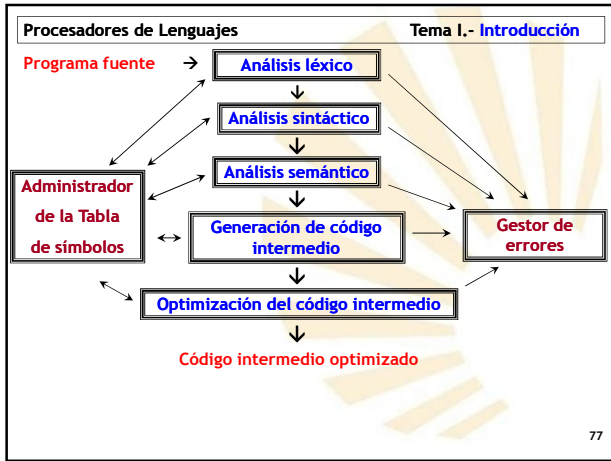 Procesadores de Lenguajes
Tema I.- Introducción
Programa fuente → Análisis léxico
Análisis sintáctico
Análisis semántico
Administrador
de la Tabla
de símbolos
Generación de código
intermedio
Gestor de
errores
Optimización del código intermedio
Código intermedio optimizado
77